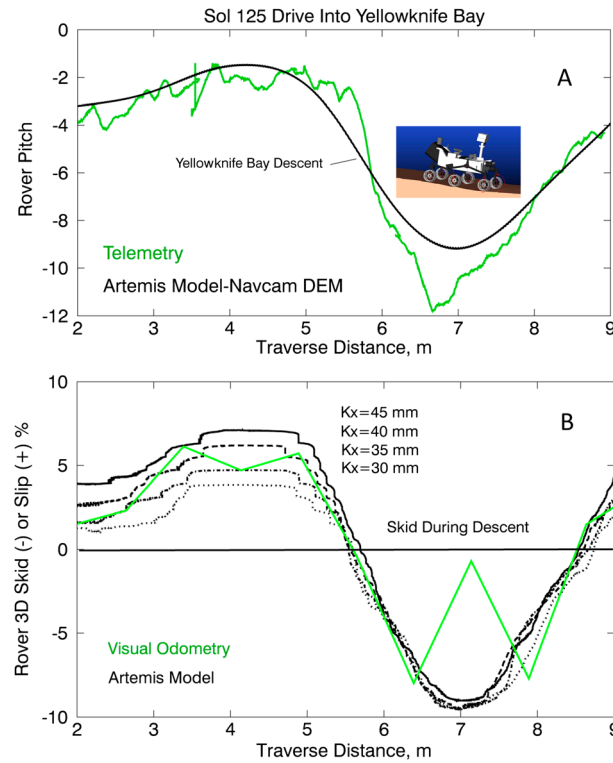 Sol 125 Drive Into Yellowknife Bay
0
-2
-4
-6
-8
-10
-12
Rover Pitch
A
Yellowknife Bay Descent
Telemetry
Artemis Model-Navcam DEM
2 3 4 5 6 7 8 9
Traverse Distance, m
10
5
0
-5
-10
Rover 3D Skid (-) or Slip (+) %
B
Kx=45 mm
Kx=40 mm
Kx=35 mm
Kx=30 mm
Skid During Descent
Visual Odometry
Artemis Model
2 3 4 5 6 7 8 9
Traverse Distance, m